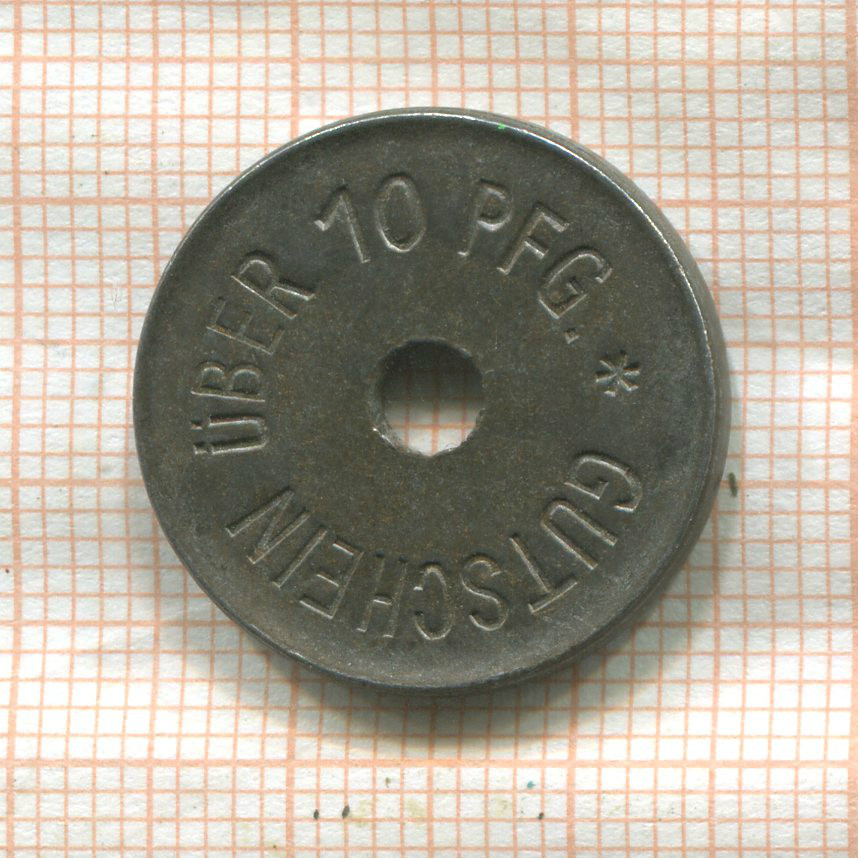 GUTSCHEIN ÜBER 10 PFG. *